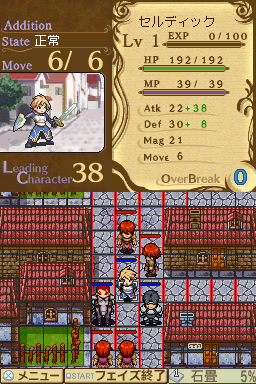 Addition
State 正常
Move 6/ 6
Leading Character 38
セルディック
Lv 1 EXP 0/100
HP 192/192
MP 39/ 39
Atk 22+38
Def 30+ 8
Mag 21
Move 6
OverBreak 0
メニュー QSTART フェイズ終了 石畳 5%